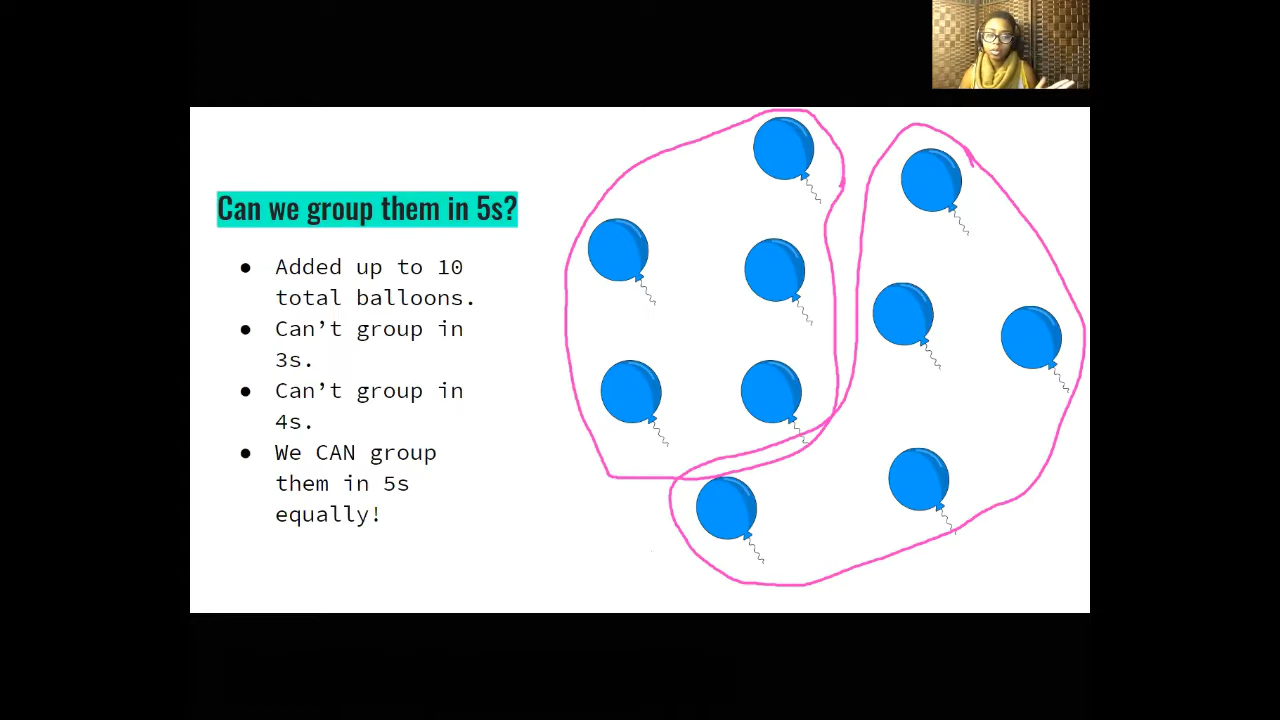 Can we group them in 5s?
● Added up to 10
total balloons.
● Can’t group in
3s.
● Can’t group in
4s.
● We CAN group
them in 5s
equally!